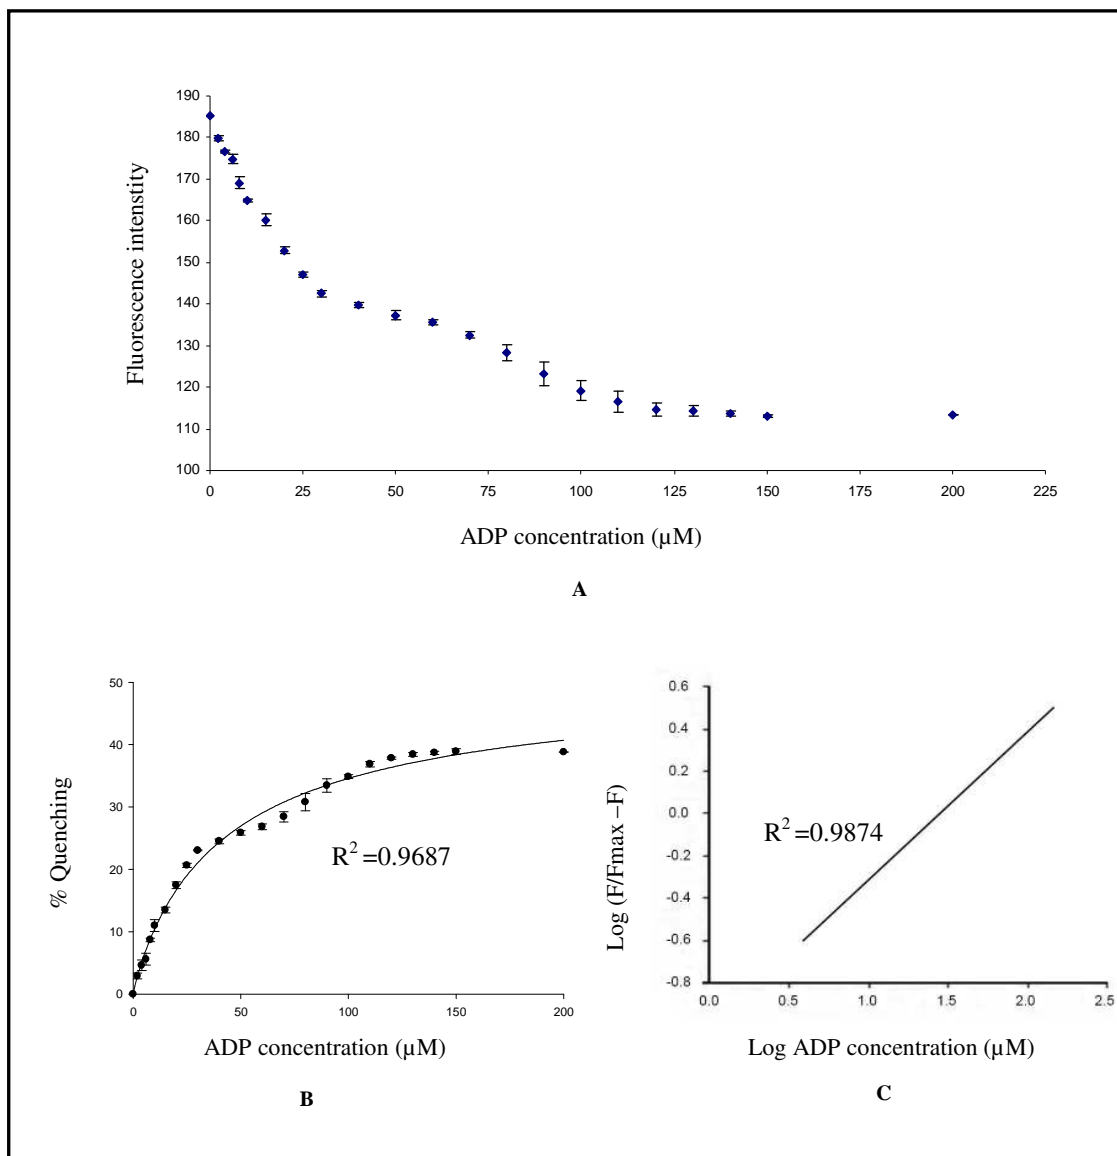 190
180
170
160
150
140
130
120
110
100
Fluorescence intenstity
0 25 50 75 100 125 150 175 200 225
ADP concentration (µM)
A
50
40
30
20
10
0
% Quenching
R² =0.9687
0 50 100 150 200
ADP concentration (µM)
B
0.6
0.4
0.2
0.0
-0.2
-0.4
-0.6
-0.8
Log (F/Fmax –F)
R² =0.9874
0.0 0.5 1.0 1.5 2.0 2.5
Log ADP concentration (µM)
C